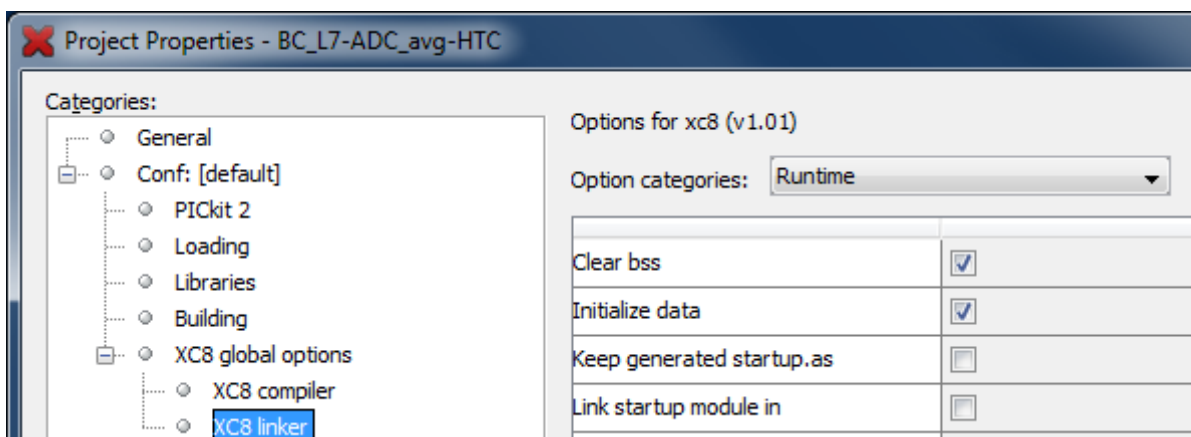 Project Properties - BC_L7-ADC_avg-HTC
Categories:
General
Conf: [default]
PICkit 2
Loading
Libraries
Building
XC8 global options
XC8 compiler
XC8 linker
Options for xc8 (v1.01)
Option categories: Runtime
Clear bss
Initialize data
Keep generated startup.as
Link startup module in